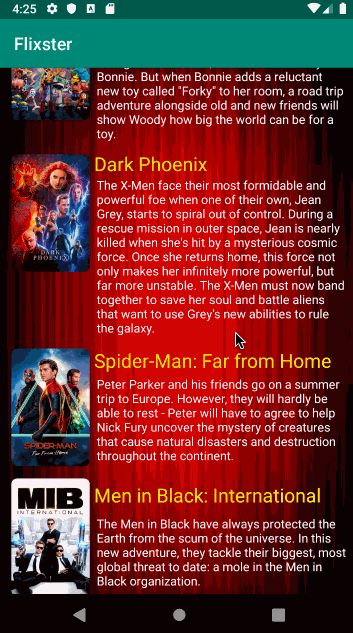 4:25
Flixster
Bonnie. But when Bonnie adds a reluctant
new toy called "Forky" to her room, a road trip
adventure alongside old and new friends will
show Woody how big the world can be for a
toy.
Dark Phoenix
The X-Men face their most formidable and
powerful foe when one of their own, Jean
Grey, starts to spiral out of control. During a
rescue mission in outer space, Jean is nearly
killed when she's hit by a mysterious cosmic
force. Once she returns home, this force not
only makes her infinitely more powerful, but
far more unstable. The X-Men must now band
together to save her soul and battle aliens
that want to use Grey's new abilities to rule
the galaxy.
DARK
PHOENIX
Spider-Man: Far from Home
Peter Parker and his friends go on a summer
trip to Europe. However, they will hardly be
able to rest - Peter will have to agree to help
Nick Fury uncover the mystery of creatures
that cause natural disasters and destruction
throughout the continent.
SPIDER-MAN
Far From Home
MIB
INTERNATIONAL
Men in Black: International
The Men in Black have always protected the
Earth from the scum of the universe. In this
new adventure, they tackle their biggest, most
global threat to date: a mole in the Men in
Black organization.